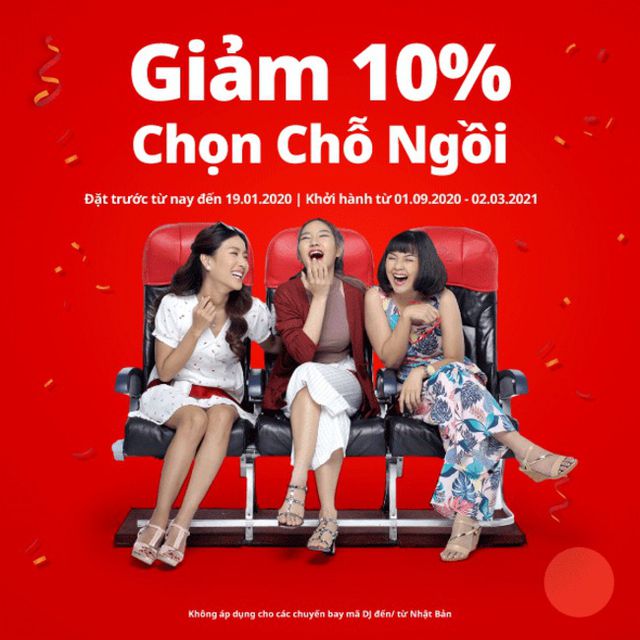 Giảm 10%
Chọn Chỗ Ngồi
Đặt trước từ nay đến 19.01.2020 | Khởi hành từ 01.09.2020 - 02.03.2021
Không áp dụng cho các chuyến bay mã DJ đến/ từ Nhật Bản